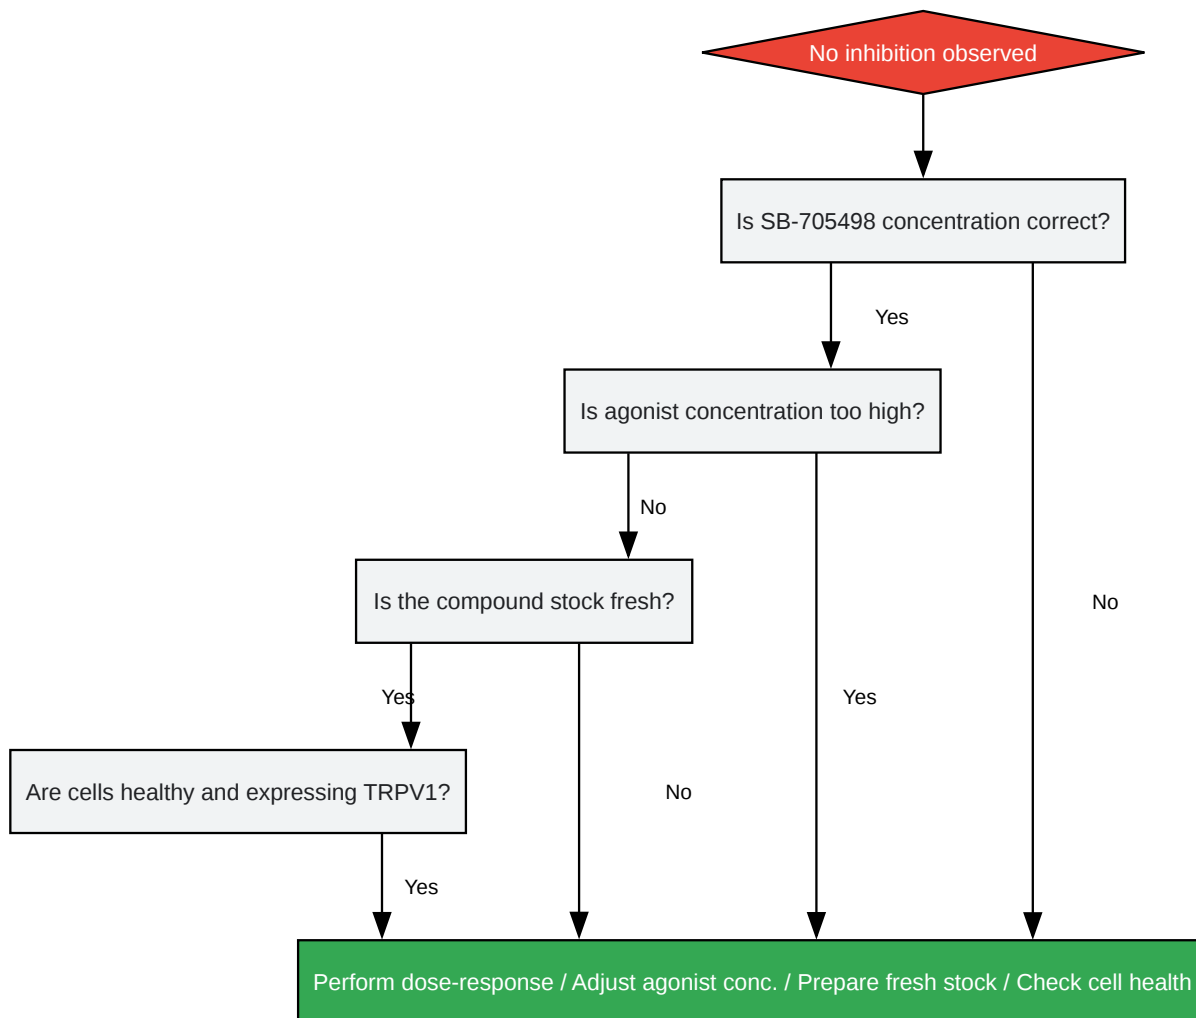 No inhibition observed
Is SB-705498 concentration correct?
Yes
Is agonist concentration too high?
No
Is the compound stock fresh?
No
Yes
Yes
Are cells healthy and expressing TRPV1?
No
Yes
Perform dose-response / Adjust agonist conc. / Prepare fresh stock / Check cell health